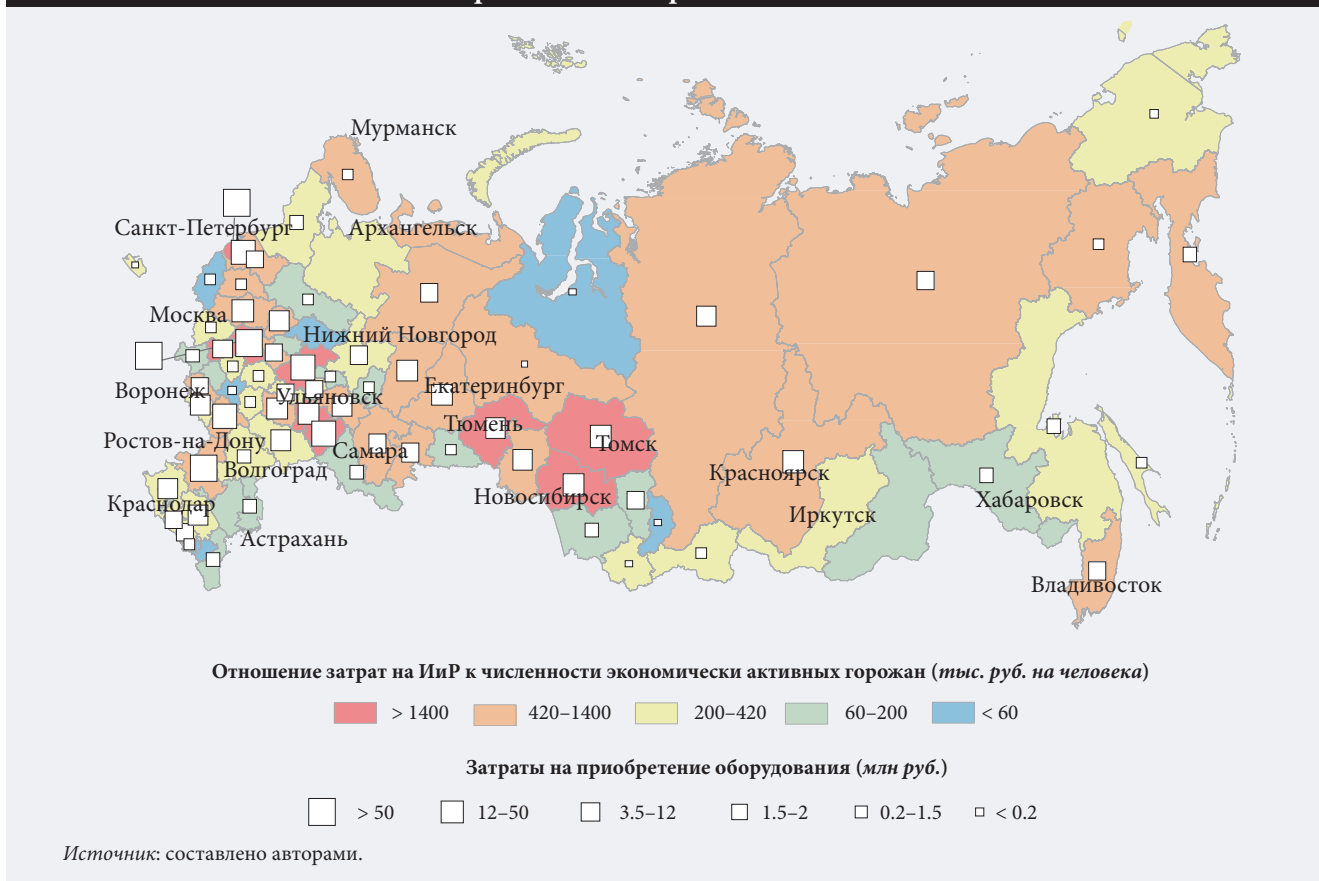 Мурманск
Санкт-Петербург
Архангельск
Москва
Нижний Новгород
Воронеж
Ульяновск
Екатеринбург
Ростов-на-Дону
Тюмень
Самара
Томск
Волгоград
Красноярск
Краснодар
Новосибирск
Иркутск
Хабаровск
Астрахань
Владивосток
Отношение затрат на ИиР к численности экономически активных горожан (тыс. руб. на человека)
> 1400 420–1400 200–420 60–200 < 60
Затраты на приобретение оборудования (млн руб.)
> 50 12–50 3.5–12 1.5–2 0.2–1.5 < 0.2
Источник: составлено авторами.